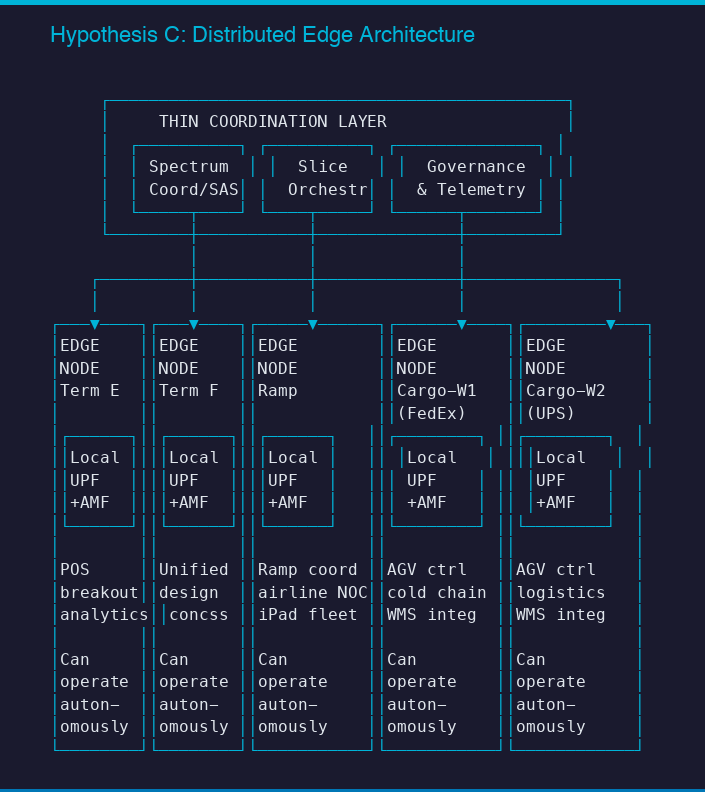 Hypothesis C: Distributed Edge Architecture
THIN COORDINATION LAYER
Spectrum Slice Governance
Coord/SAS Orchestr & Telemetry
EDGE EDGE EDGE EDGE EDGE
NODE NODE NODE NODE NODE
Term E Term F Ramp Cargo–W1 Cargo–W2
(FedEx) (UPS)
Local Local Local Local Local
UPF UPF UPF UPF UPF
+AMF +AMF +AMF +AMF +AMF
POS Unified Ramp coord AGV ctrl AGV ctrl
breakout design airline NOC cold chain logistics
analytics concss iPad fleet WMS integ WMS integ
Can Can Can Can Can
operate operate operate operate operate
auton– auton– auton– auton– auton–
omously omously omously omously omously